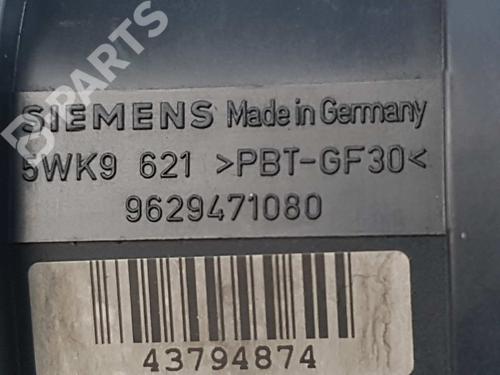 B-PARTS
SIEMENS Made in Germany
5WK9 621 >PBT-GF30<
9629471080
43794874